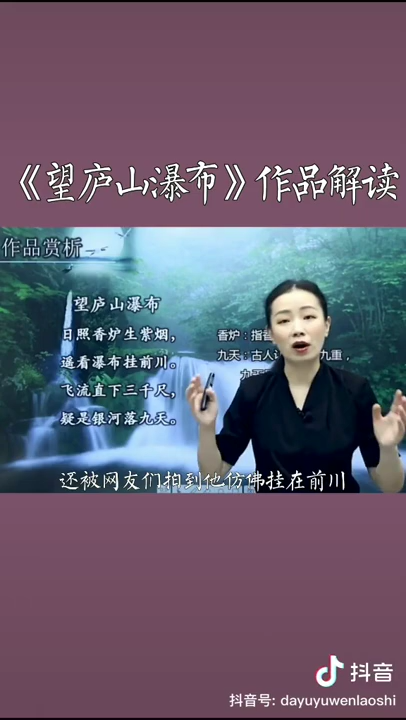 《望庐山瀑布》作品解读
作品赏析
望庐山瀑布
日照香炉生紫烟，
遥看瀑布挂前川。
飞流直下三千尺，
疑是银河落九天。
香炉：指香
九天：古人 九重，
还被网友们拍到他仿佛挂在前川
抖音
抖音号: dayuyuwenlaoshi